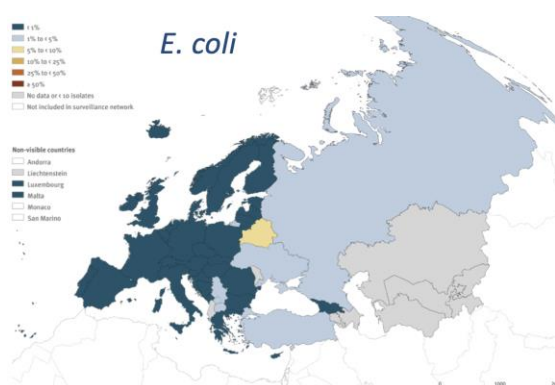 E. coli
< 1%
1% to < 5%
5% to < 10%
10% to < 25%
25% to < 50%
≥ 50%
No data or < 10 isolates
Not included in surveillance network
Non-visible countries
Andorra
Liechtenstein
Luxembourg
Malta
Monaco
San Marino